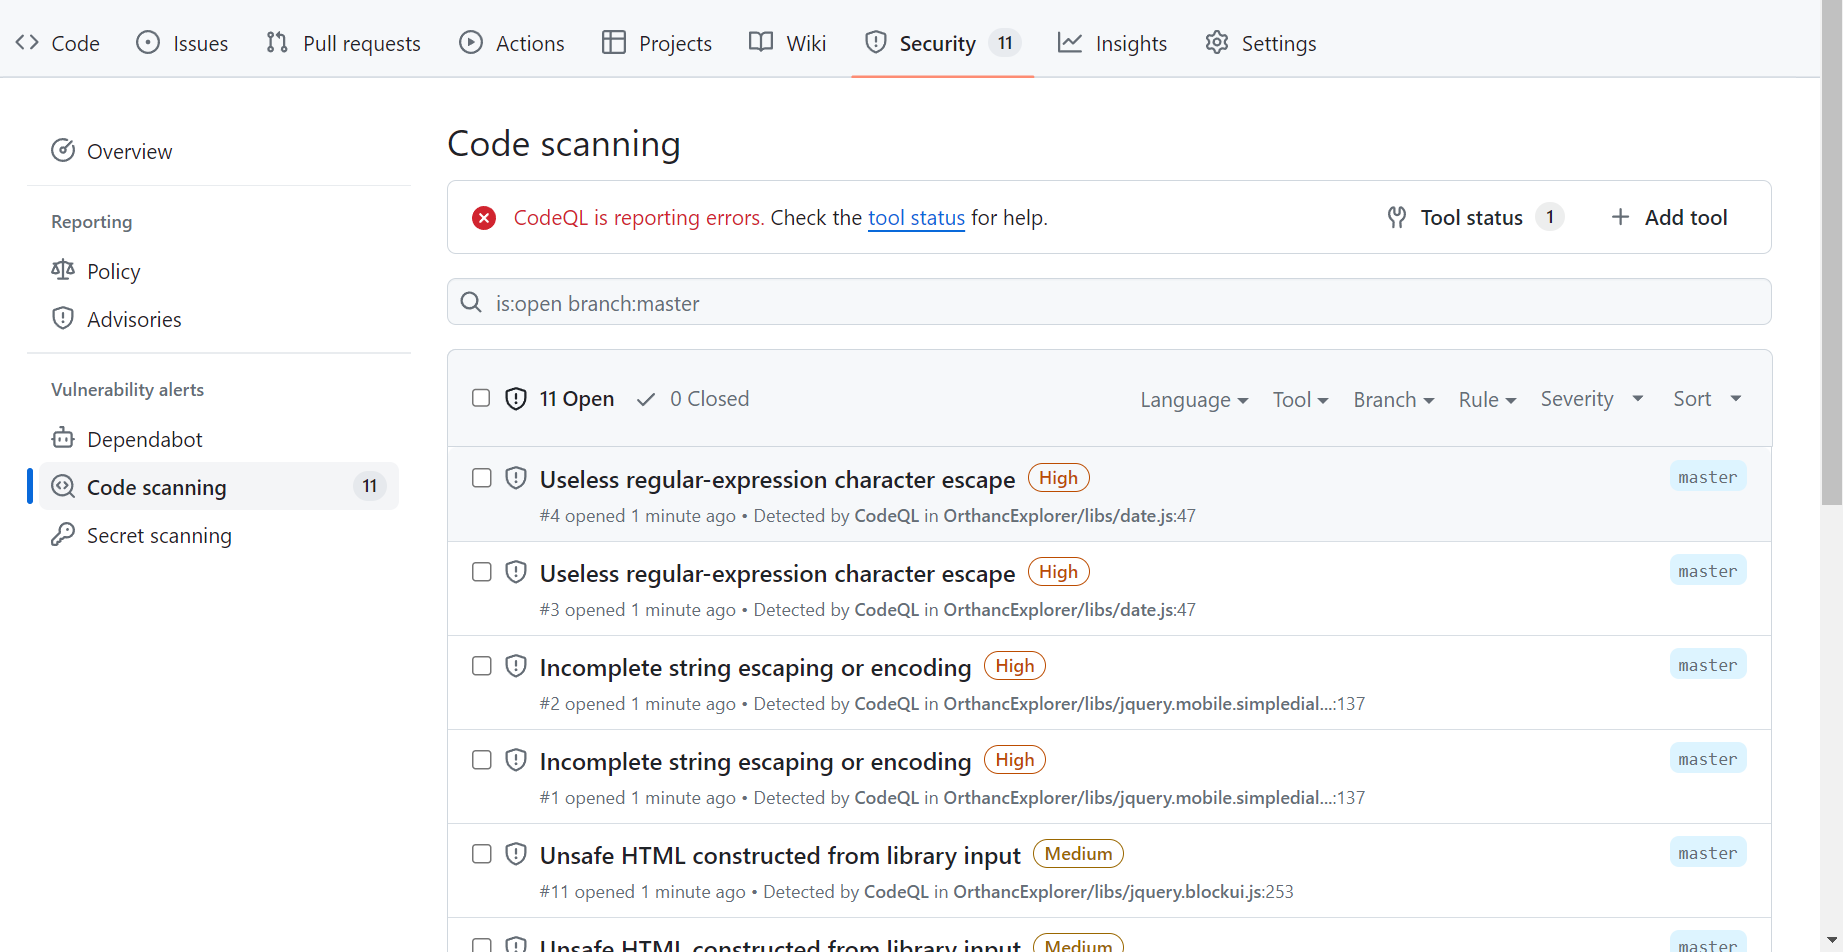 Code Issues Pull requests Actions Projects Wiki Security 11 Insights Settings
Overview
Reporting
Policy
Advisories
Vulnerability alerts
Dependabot
Code scanning 11
Secret scanning
Code scanning
CodeQL is reporting errors. Check the tool status for help. Tool status 1 Add tool
is:open branch:master
11 Open 0 Closed Language Tool Branch Rule Severity Sort
Useless regular-expression character escape High master
#4 opened 1 minute ago • Detected by CodeQL in OrthancExplorer/libs/date.js:47
Useless regular-expression character escape High master
#3 opened 1 minute ago • Detected by CodeQL in OrthancExplorer/libs/date.js:47
Incomplete string escaping or encoding High master
#2 opened 1 minute ago • Detected by CodeQL in OrthancExplorer/libs/jquery.mobile.simpledial...:137
Incomplete string escaping or encoding High master
#1 opened 1 minute ago • Detected by CodeQL in OrthancExplorer/libs/jquery.mobile.simpledial...:137
Unsafe HTML constructed from library input Medium master
#11 opened 1 minute ago • Detected by CodeQL in OrthancExplorer/libs/jquery.blockui.js:253
Unsafe HTML constructed from library input Medium master